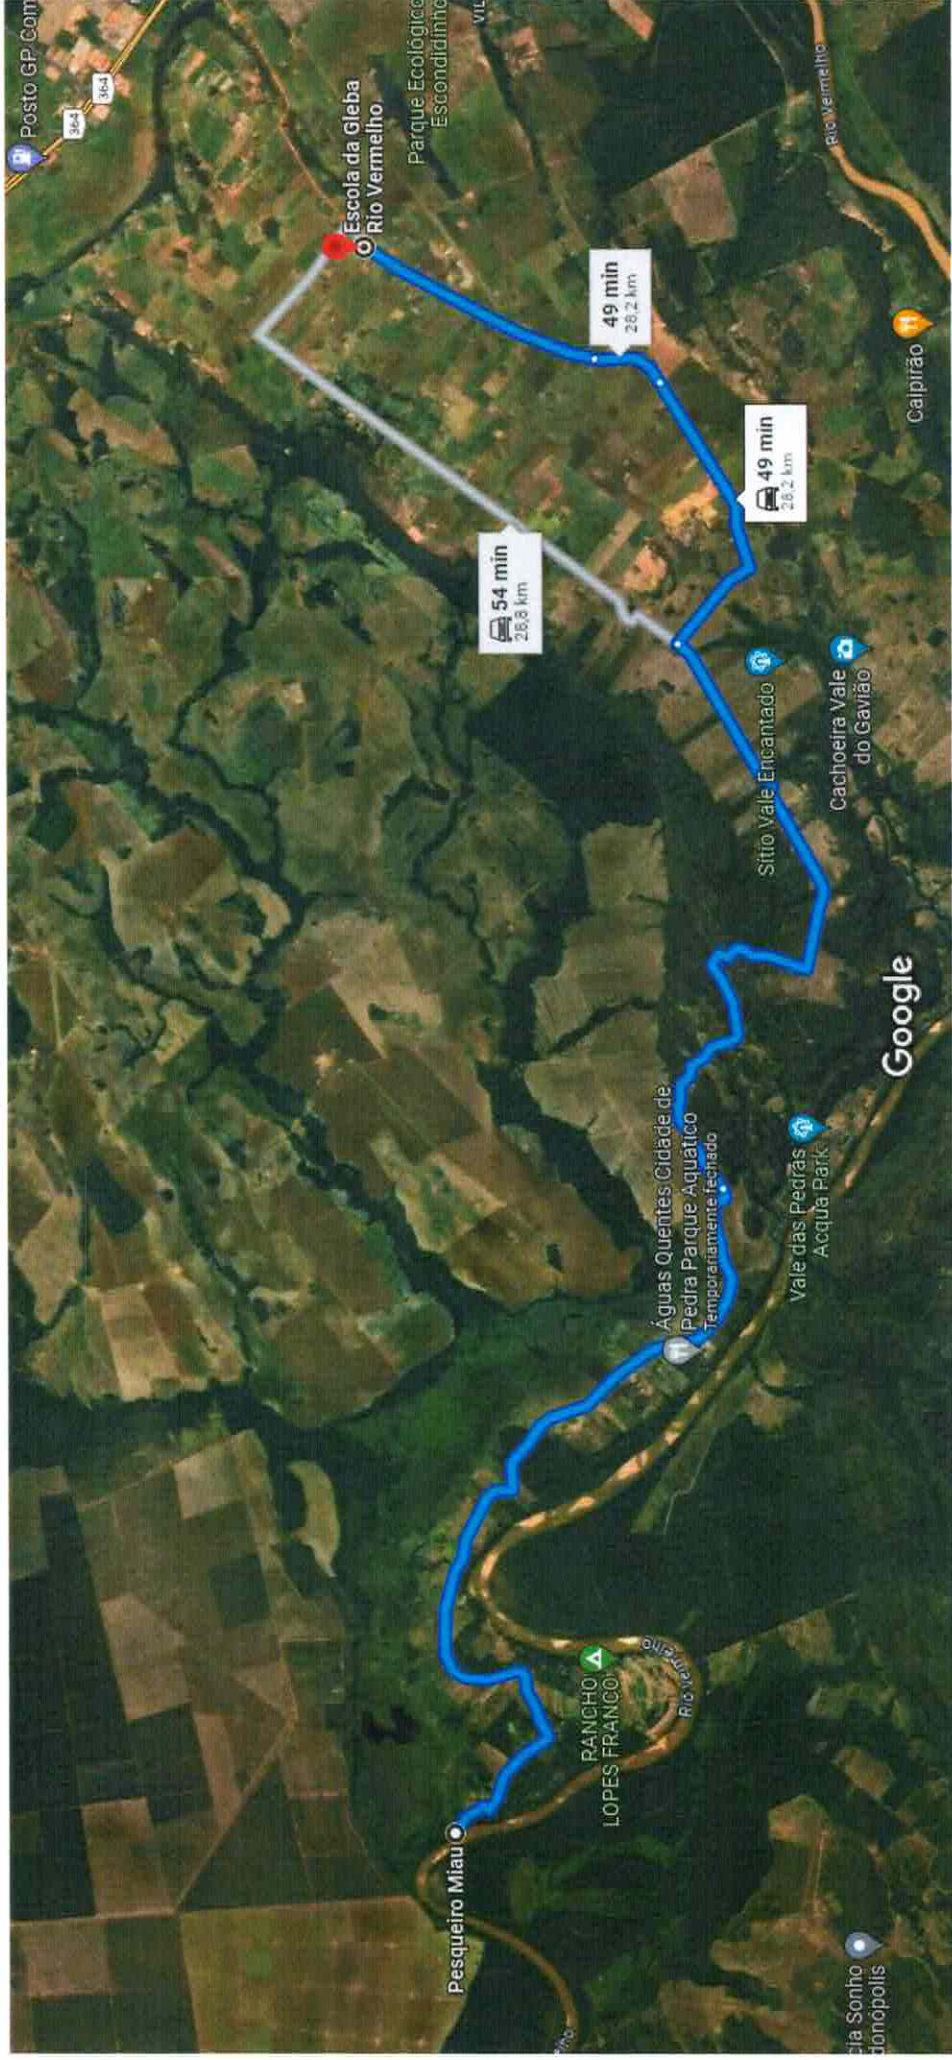 Posto GP Com
364
364
Escola da Gleba
Rio Vermelho
Parque Ecológico
Escondidinho
VIL
Rio Vermelho
49 min
28,2 km
Caipirão
49 min
28,2 km
54 min
28,8 km
Sítio Vale Encantado
Cachoeira Vale
do Gavião
Google
Águas Quentes Cidade de
Pedra Parque Aquático
Temporariamente fechado
Vale das Pedras
Acqua Park
RANCHO
LOPES FRANCO
Rio Vermelho
Pesqueiro Miau
cia Sonho
donópolis